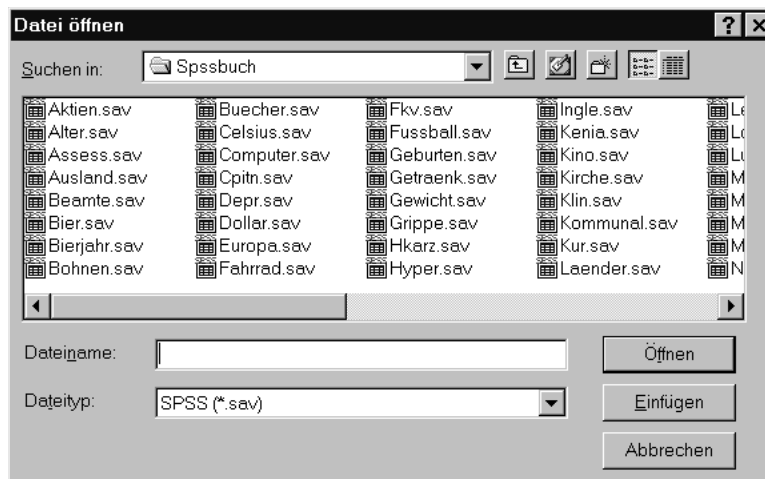 Datei öffnen
Suchen in: Spssbuch
Aktien.sav Buecher.sav Fkv.sav Ingle.sav
Alter.sav Celsius.sav Fussball.sav Kenia.sav
Assess.sav Computer.sav Geburten.sav Kino.sav
Ausland.sav Cpitn.sav Getraenk.sav Kirche.sav
Beamte.sav Depr.sav Gewicht.sav Klin.sav
Bier.sav Dollar.sav Grippe.sav Kommunal.sav
Bierjahr.sav Europa.sav Hkarz.sav Kur.sav
Bohnen.sav Fahrrad.sav Hyper.sav Laender.sav
Dateiname: Öffnen
Dateityp: SPSS (*.sav) Einfügen
Abbrechen